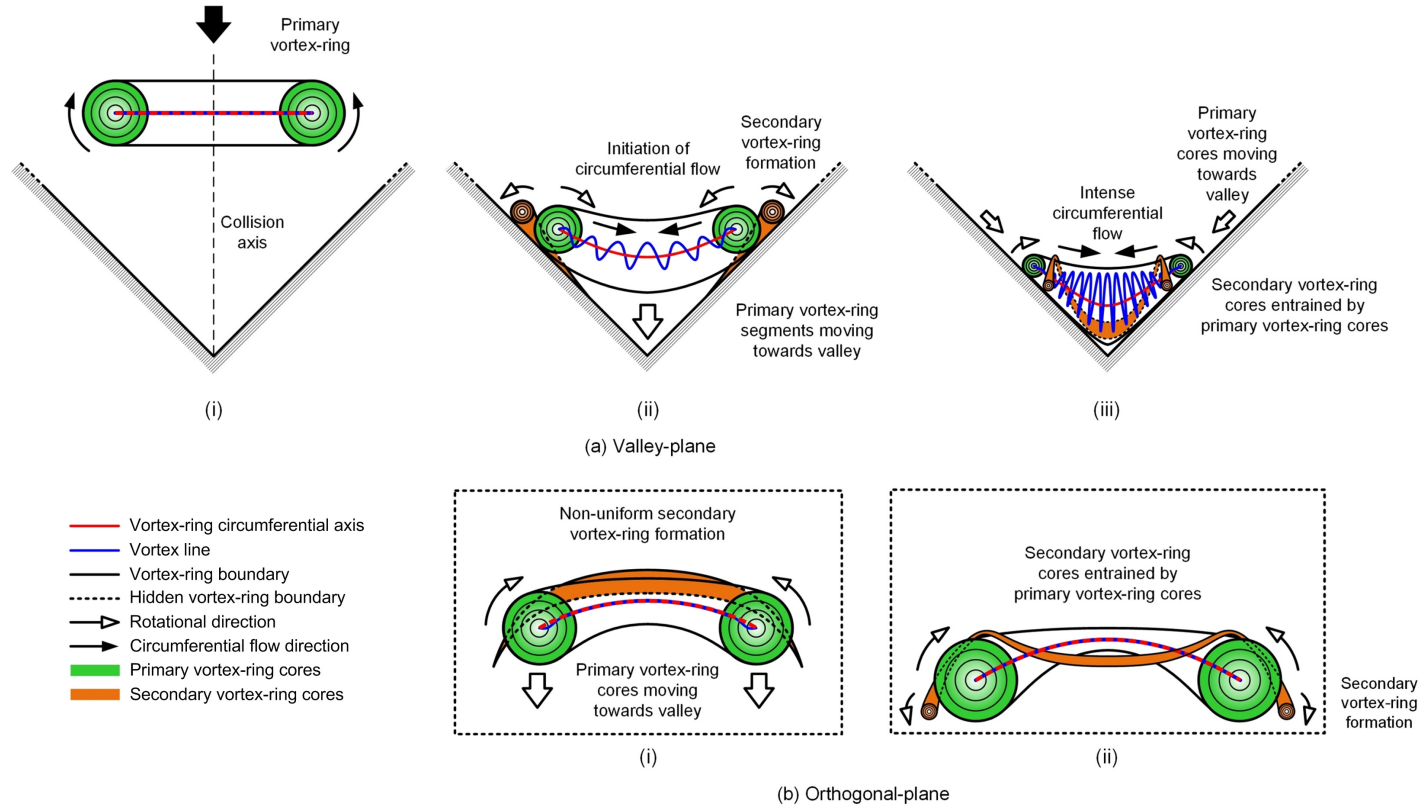 Primary
vortex-ring
Collision
axis
(i)
Initiation of
circumferential flow
Secondary
vortex-ring
formation
Primary vortex-ring
segments moving
towards valley
(ii)
Primary
vortex-ring
cores moving
towards
valley
Intense
circumferential
flow
Secondary vortex-ring
cores entrained by
primary vortex-ring cores
(iii)
(a) Valley-plane
Vortex-ring circumferential axis
Vortex line
Vortex-ring boundary
Hidden vortex-ring boundary
Rotational direction
Circumferential flow direction
Primary vortex-ring cores
Secondary vortex-ring cores
Non-uniform secondary
vortex-ring formation
Primary vortex-ring
cores moving
towards valley
(i)
Secondary vortex-ring
cores entrained by
primary vortex-ring cores
Secondary
vortex-ring
formation
(ii)
(b) Orthogonal-plane